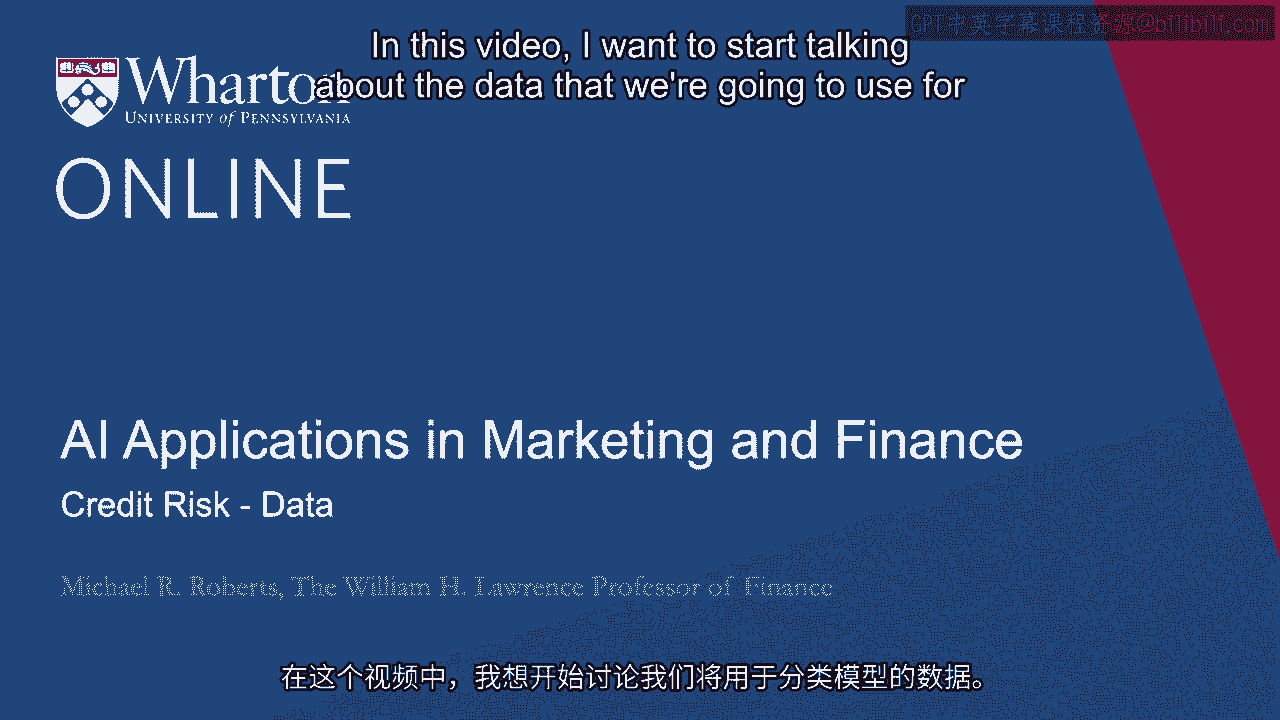 In this video, I want to start talking
about the data that we're going to use for
GPT中英字幕课程资源@bilibili.com
Wharton
UNIVERSITY of PENNSYLVANIA
ONLINE
AI Applications in Marketing and Finance
Credit Risk - Data
Michael R. Roberts, The William H. Lawrence Professor of Finance
在这个视频中，我想开始讨论我们将用于分类模型的数据。